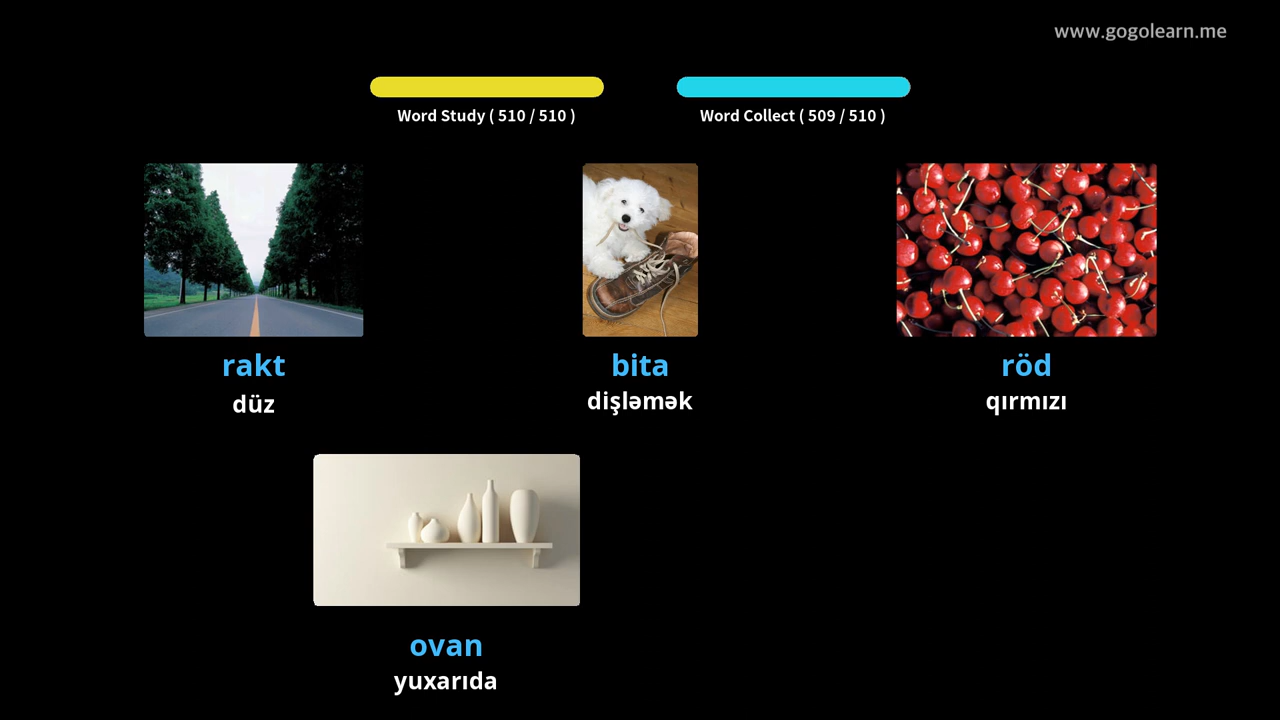 www.gogolearn.me
Word Study ( 510 / 510 )
Word Collect ( 509 / 510 )
rakt
düz
bita
dişləmək
röd
qırmızı
ovan
yuxarıda